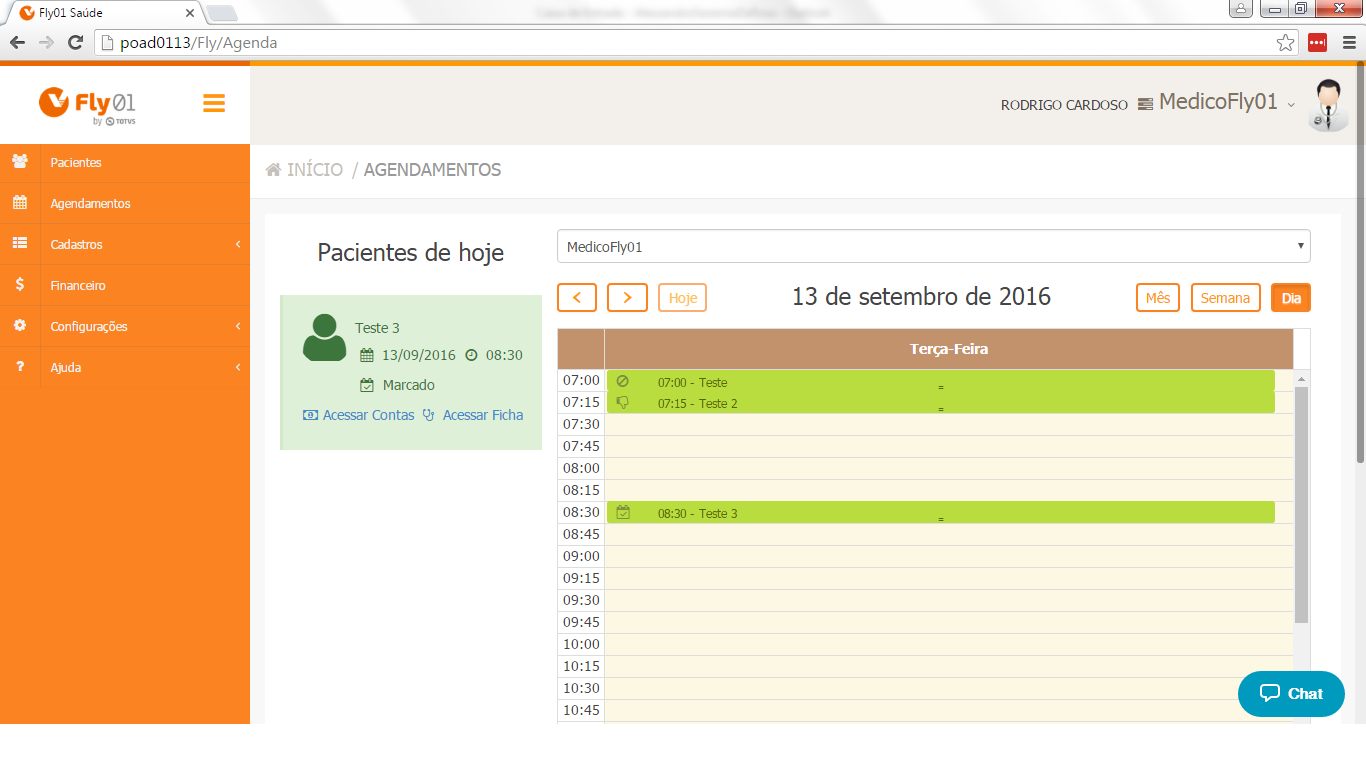 Fly01 Saúde
poad0113/Fly/Agenda
Fly01
by TOTVS
RODRIGO CARDOSO MedicoFly01
Pacientes
Agendamentos
Cadastros
Financeiro
Configurações
Ajuda
INÍCIO / AGENDAMENTOS
Pacientes de hoje
Teste 3
13/09/2016 08:30
Marcado
Acessar Contas Acessar Ficha
MedicoFly01
Hoje
13 de setembro de 2016
Mês Semana Dia
Terça-Feira
07:00 07:00 - Teste
07:15 07:15 - Teste 2
07:30
07:45
08:00
08:15
08:30 08:30 - Teste 3
08:45
09:00
09:15
09:30
09:45
10:00
10:15
10:30
10:45
Chat